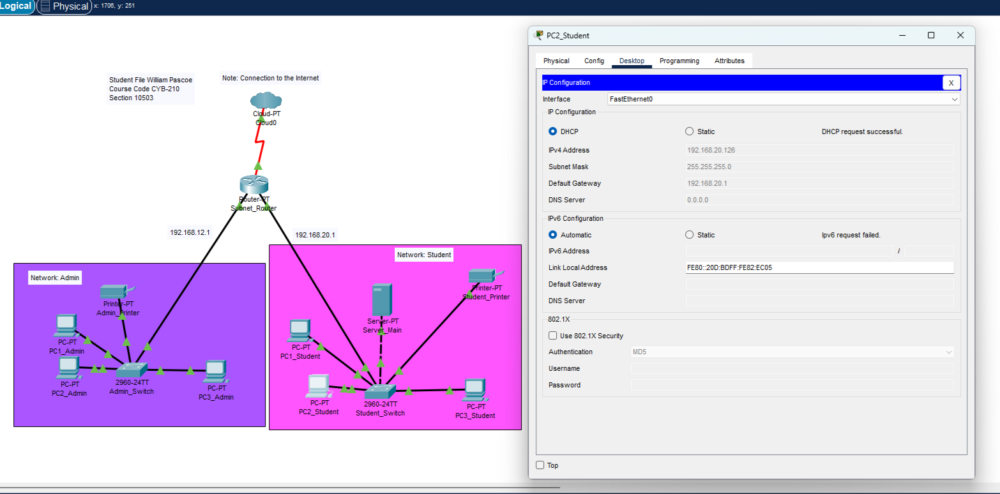 Logical Physical x: 1706, y: 251
Student File William Pascoe
Course Code CYB-210
Section 10503
Note: Connection to the Internet
Cloud-PT
Cloud0
Router-PT
Subnet_Router
192.168.12.1
192.168.20.1
Network: Admin
Printer-PT
Admin_Printer
PC-PT
PC1_Admin
PC-PT
PC2_Admin
2960-24TT
Admin_Switch
PC-PT
PC3_Admin
Network: Student
Printer-PT
Student_Printer
Server-PT
Server_Main
PC-PT
PC1_Student
PC-PT
PC2_Student
2960-24TT
Student_Switch
PC-PT
PC3_Student
PC2_Student
Physical Config Desktop Programming Attributes
IP Configuration X
Interface FastEthernet0
IP Configuration
DHCP Static DHCP request successful.
IPv4 Address 192.168.20.126
Subnet Mask 255.255.255.0
Default Gateway 192.168.20.1
DNS Server 0.0.0.0
IPv6 Configuration
Automatic Static Ipv6 request failed.
IPv6 Address /
Link Local Address FE80::20D:BDFF:FE82:EC05
Default Gateway
DNS Server
802.1X
Use 802.1X Security
Authentication MD5
Username
Password
Top